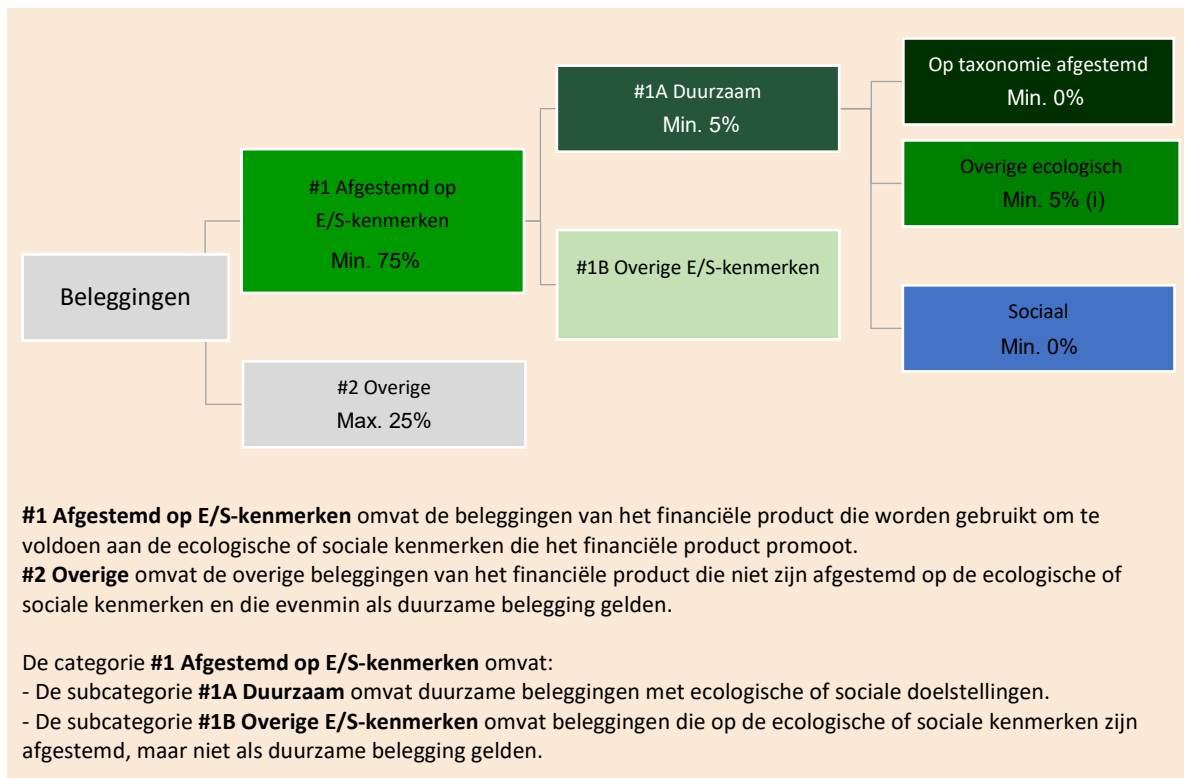 Beleggingen
#1 Afgestemd op
E/S-kenmerken
Min. 75%
#2 Overige
Max. 25%
#1A Duurzaam
Min. 5%
#1B Overige E/S-kenmerken
Op taxonomie afgestemd
Min. 0%
Overige ecologisch
Min. 5% (i)
Sociaal
Min. 0%
#1 Afgestemd op E/S-kenmerken omvat de beleggingen van het financiële product die worden gebruikt om te
voldoen aan de ecologische of sociale kenmerken die het financiële product promoot.
#2 Overige omvat de overige beleggingen van het financiële product die niet zijn afgestemd op de ecologische of
sociale kenmerken en die evenmin als duurzame belegging gelden.
De categorie #1 Afgestemd op E/S-kenmerken omvat:
- De subcategorie #1A Duurzaam omvat duurzame beleggingen met ecologische of sociale doelstellingen.
- De subcategorie #1B Overige E/S-kenmerken omvat beleggingen die op de ecologische of sociale kenmerken zijn
afgestemd, maar niet als duurzame belegging gelden.